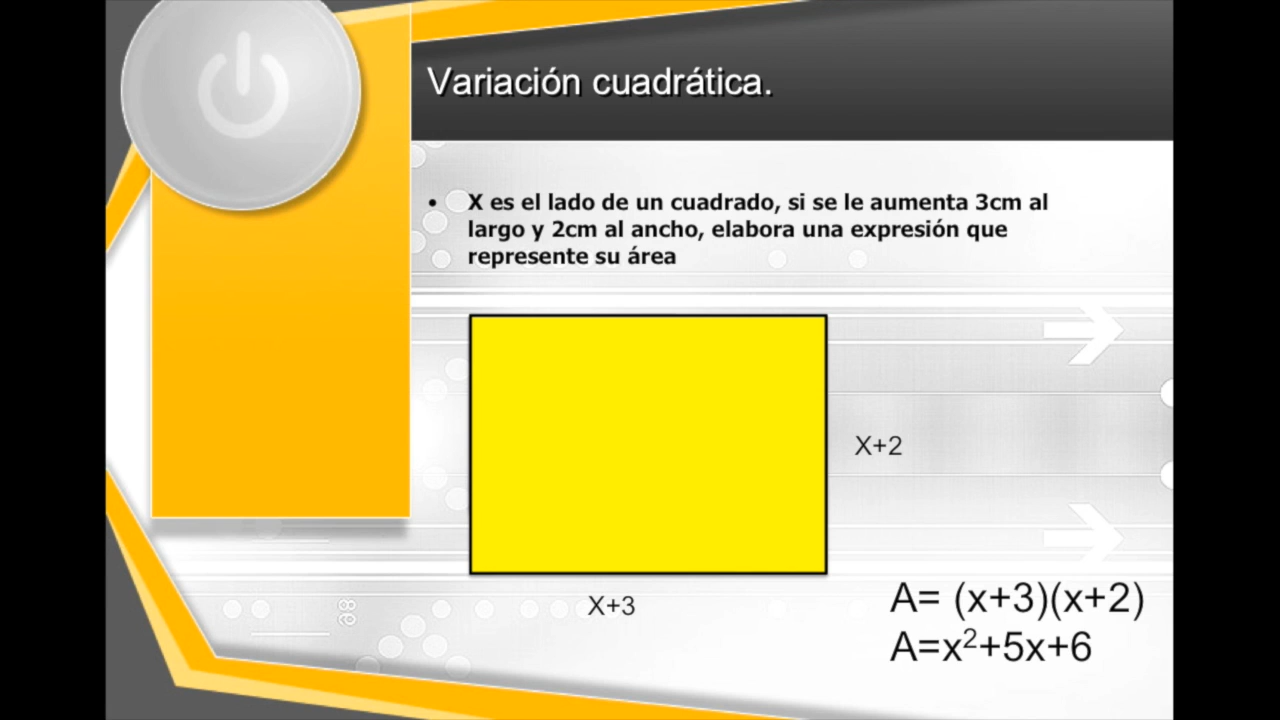 Variación cuadrática.
• X es el lado de un cuadrado, si se le aumenta 3cm al
largo y 2cm al ancho, elabora una expresión que
represente su área
X+2
X+3
A= (x+3)(x+2)
A=x²+5x+6